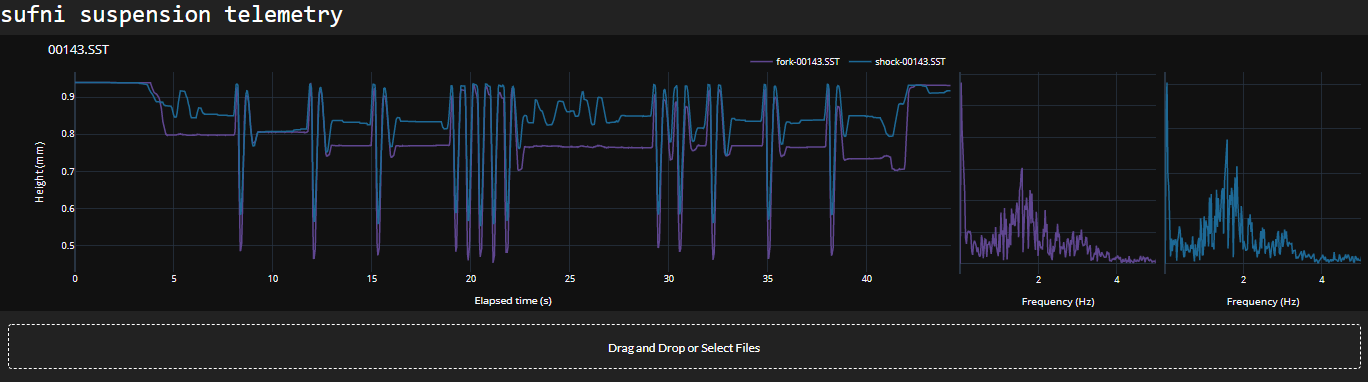 sufni suspension telemetry
00143.SST
fork-00143.SST
shock-00143.SST
Height(mm)
0.9
0.8
0.7
0.6
0.5
0 5 10 15 20 25 30 35 40
Elapsed time (s)
2 4
Frequency (Hz)
2 4
Frequency (Hz)
Drag and Drop or Select Files